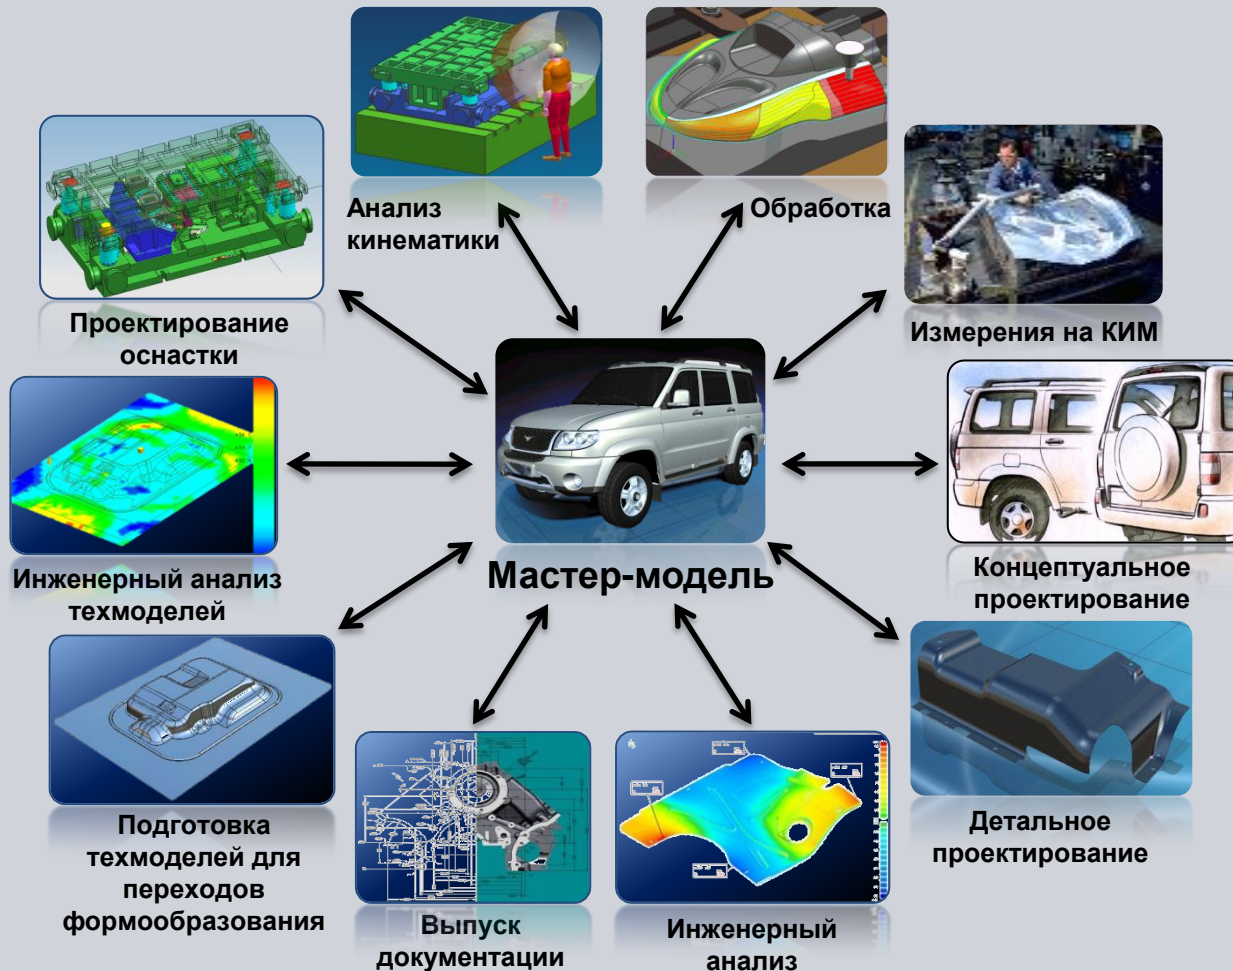 Анализ
кинематики
Обработка
Проектирование
оснастки
Измерения на КИМ
Мастер-модель
Инженерный анализ
техмоделей
Концептуальное
проектирование
Подготовка
техмоделей для
переходов
формообразования
Детальное
проектирование
Выпуск
документации
Инженерный
анализ